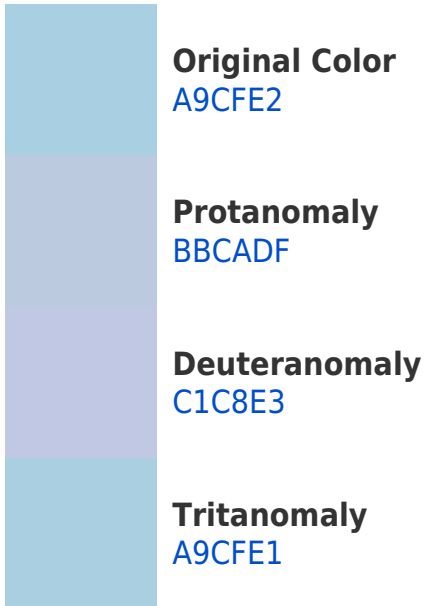 Original Color
A9CFE2
Protanomaly
BBCADF
Deuteranomaly
C1C8E3
Tritanomaly
A9CFE1